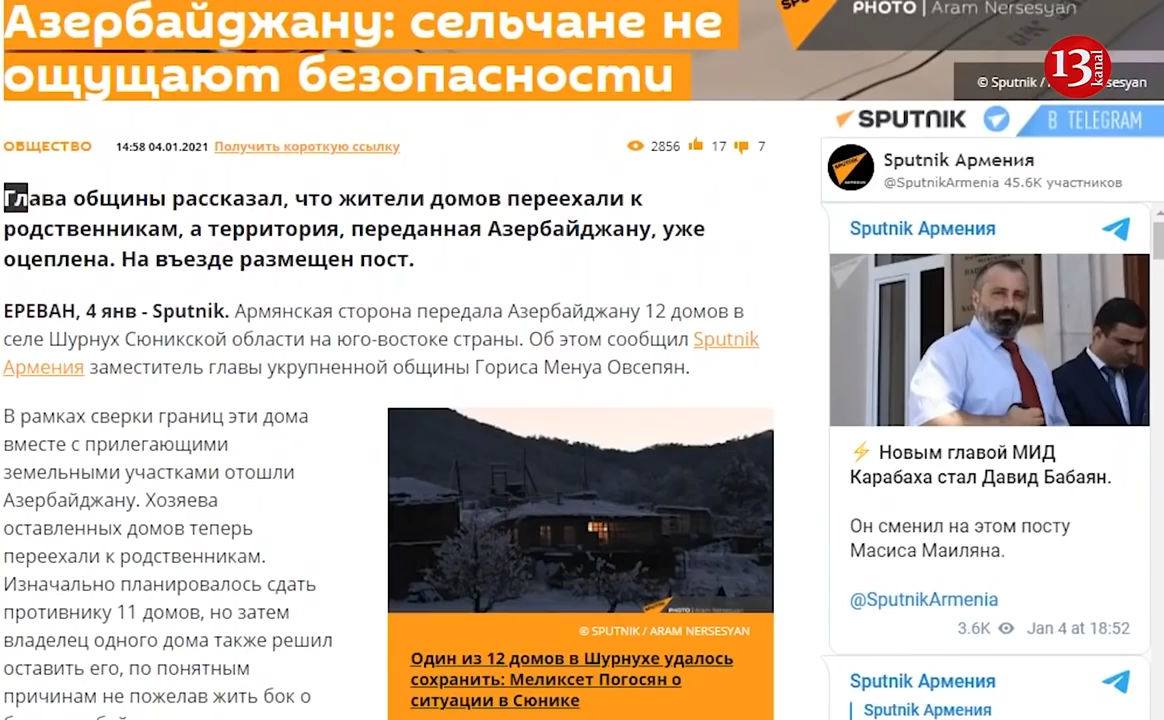 Азербайджану: сельчане не
ощущают безопасности
PHOTO | Aram Nersesyan
13 kanal
© Sputnik /
sesyan
ОБЩЕСТВО
14:58 04.01.2021
Получить короткую ссылку
2856
17
7
Глава общины рассказал, что жители домов переехали к
родственникам, а территория, переданная Азербайджану, уже
оцеплена. На въезде размещен пост.
ЕРЕВАН, 4 янв - Sputnik. Армянская сторона передала Азербайджану 12 домов в
селе Шурнух Сюникской области на юго-востоке страны. Об этом сообщил Sputnik
Армения заместитель главы укрупненной общины Гориса Менуа Овсепян.
В рамках сверки границ эти дома
вместе с прилегающими
земельными участками отошли
Азербайджану. Хозяева
оставленных домов теперь
переехали к родственникам.
Изначально планировалось сдать
противнику 11 домов, но затем
владелец одного дома также решил
оставить его, по понятным
причинам не пожелав жить бок о
PHOTO | Aram Nersesyan
© SPUTNIK / ARAM NERSESYAN
Один из 12 домов в Шурнухе удалось
сохранить: Меликсет Погосян о
ситуации в Сюнике
SPUTNIK
В TELEGRAM
Sputnik Армения
@SputnikArmenia 45.6K участников
Sputnik Армения
⚡ Новым главой МИД
Карабаха стал Давид Бабаян.
Он сменил на этом посту
Масиса Маиляна.
@SputnikArmenia
3.6K Jan 4 at 18:52
Sputnik Армения
Sputnik Армения